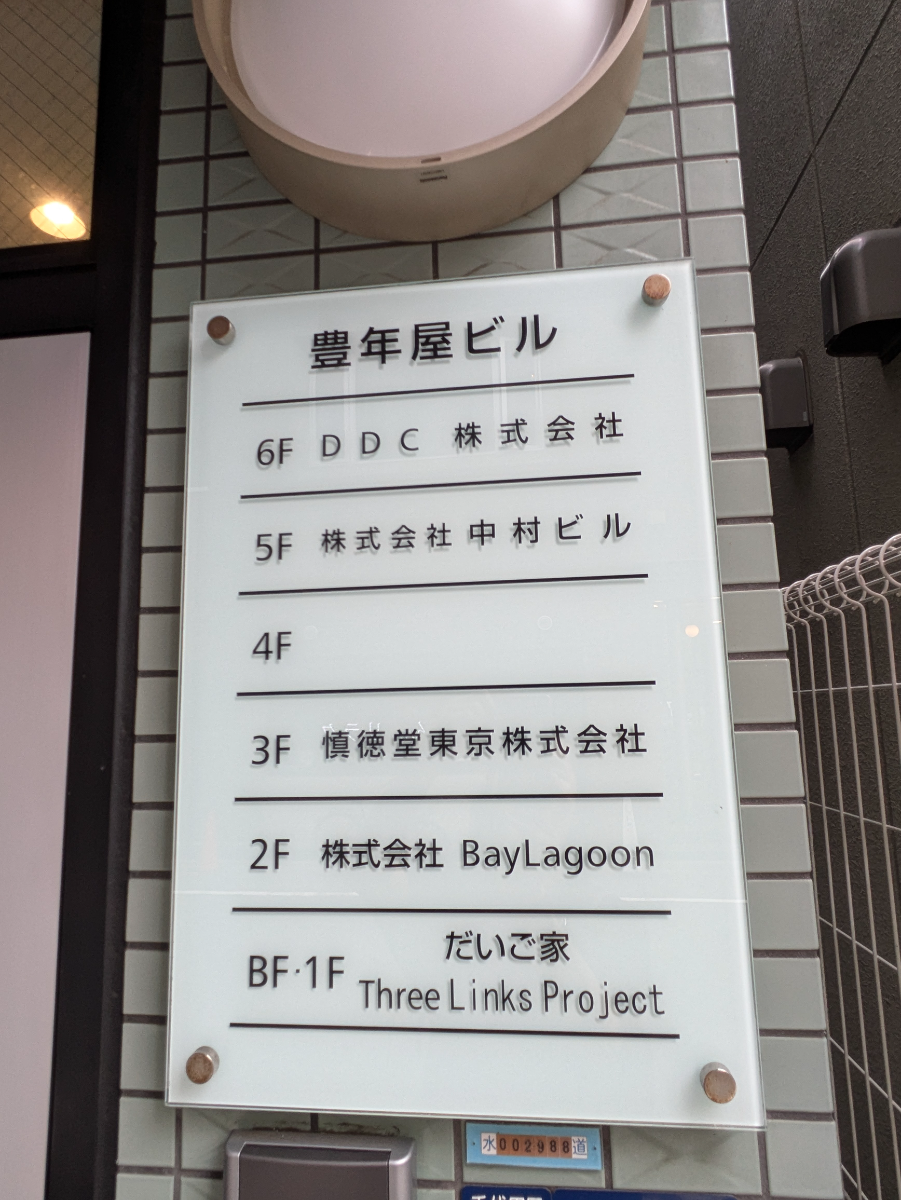 豊年屋ビル
6F DDC 株式会社
5F 株式会社中村ビル
4F
3F 慎徳堂東京株式会社
2F 株式会社 BayLagoon
BF·1F だいご家
Three Links Project
水002988道